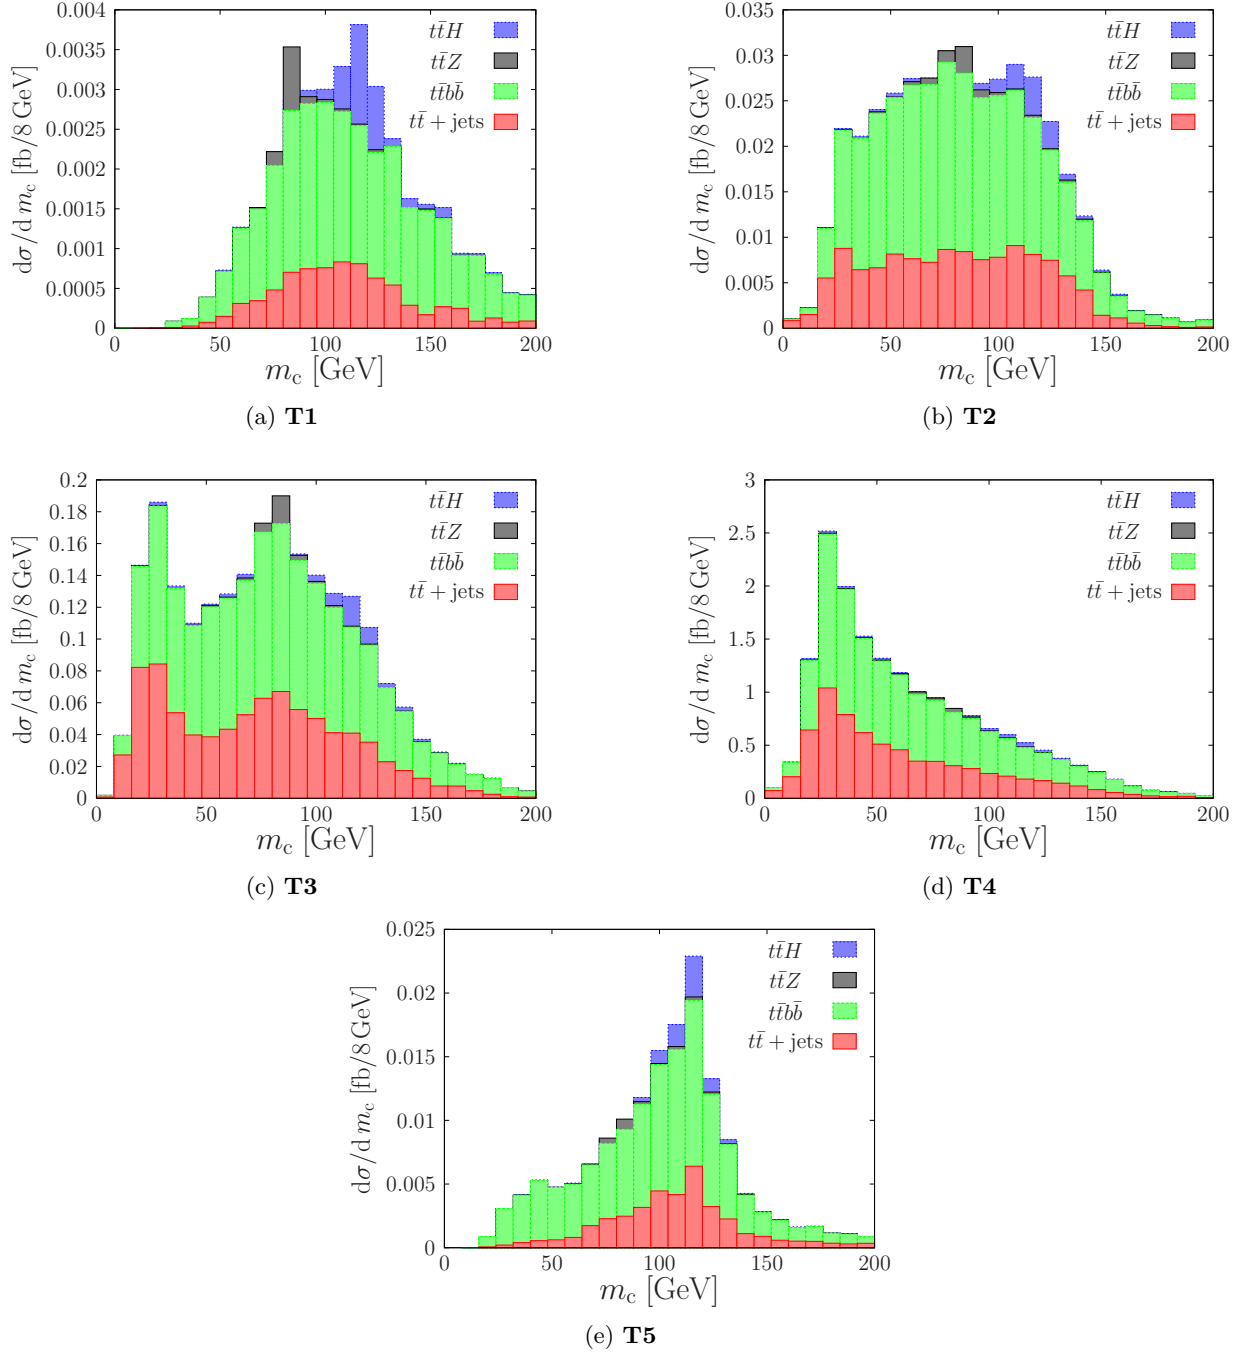 0.004
0.0035
0.003
0.0025
0.002
0.0015
0.001
0.0005
0
dσ/d m_c [fb/8 GeV]
tt̄H
tt̄Z
tt̄bb̄
tt̄ + jets
0 50 100 150 200
m_c [GeV]
(a) T1
0.035
0.03
0.025
0.02
0.015
0.01
0.005
0
dσ/d m_c [fb/8 GeV]
tt̄H
tt̄Z
tt̄bb̄
tt̄ + jets
0 50 100 150 200
m_c [GeV]
(b) T2
0.2
0.18
0.16
0.14
0.12
0.1
0.08
0.06
0.04
0.02
0
dσ/d m_c [fb/8 GeV]
tt̄H
tt̄Z
tt̄bb̄
tt̄ + jets
0 50 100 150 200
m_c [GeV]
(c) T3
3
2.5
2
1.5
1
0.5
0
dσ/d m_c [fb/8 GeV]
tt̄H
tt̄Z
tt̄bb̄
tt̄ + jets
0 50 100 150 200
m_c [GeV]
(d) T4
0.025
0.02
0.015
0.01
0.005
0
dσ/d m_c [fb/8 GeV]
tt̄H
tt̄Z
tt̄bb̄
tt̄ + jets
0 50 100 150 200
m_c [GeV]
(e) T5